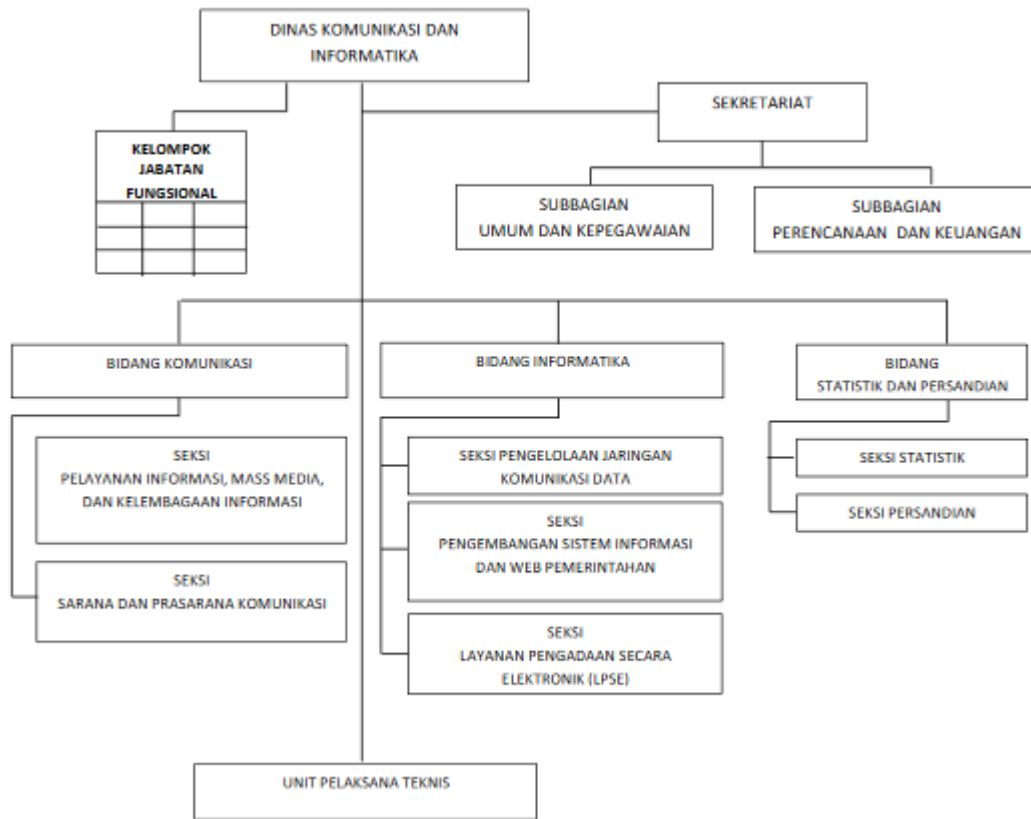 DINAS KOMUNIKASI DAN
INFORMATIKA
SEKRETARIAT
KELOMPOK
JABATAN
FUNGSIONAL
SUBBAGIAN
UMUM DAN KEPEGAWAIAN
SUBBAGIAN
PERENCANAAN DAN KEUANGAN
BIDANG KOMUNIKASI
BIDANG INFORMATIKA
BIDANG
STATISTIK DAN PERSANDIAN
SEKSI
PELAYANAN INFORMASI, MASS MEDIA,
DAN KELEMBAGAAN INFORMASI
SEKSI
SARANA DAN PRASARANA KOMUNIKASI
SEKSI PENGELOLAAN JARINGAN
KOMUNIKASI DATA
SEKSI
PENGEMBANGAN SISTEM INFORMASI
DAN WEB PEMERINTAHAN
SEKSI
LAYANAN PENGADAAN SECARA
ELEKTRONIK (LPSE)
SEKSI STATISTIK
SEKSI PERSANDIAN
UNIT PELAKSANA TEKNIS